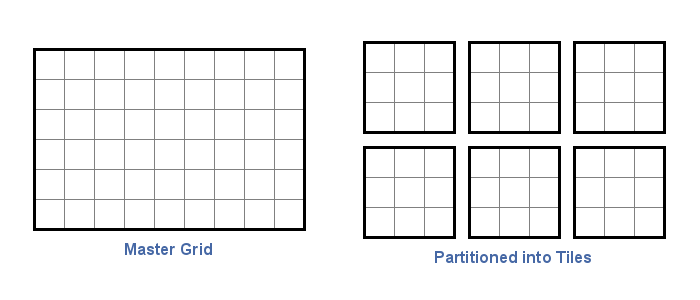 Master Grid
Partitioned into Tiles